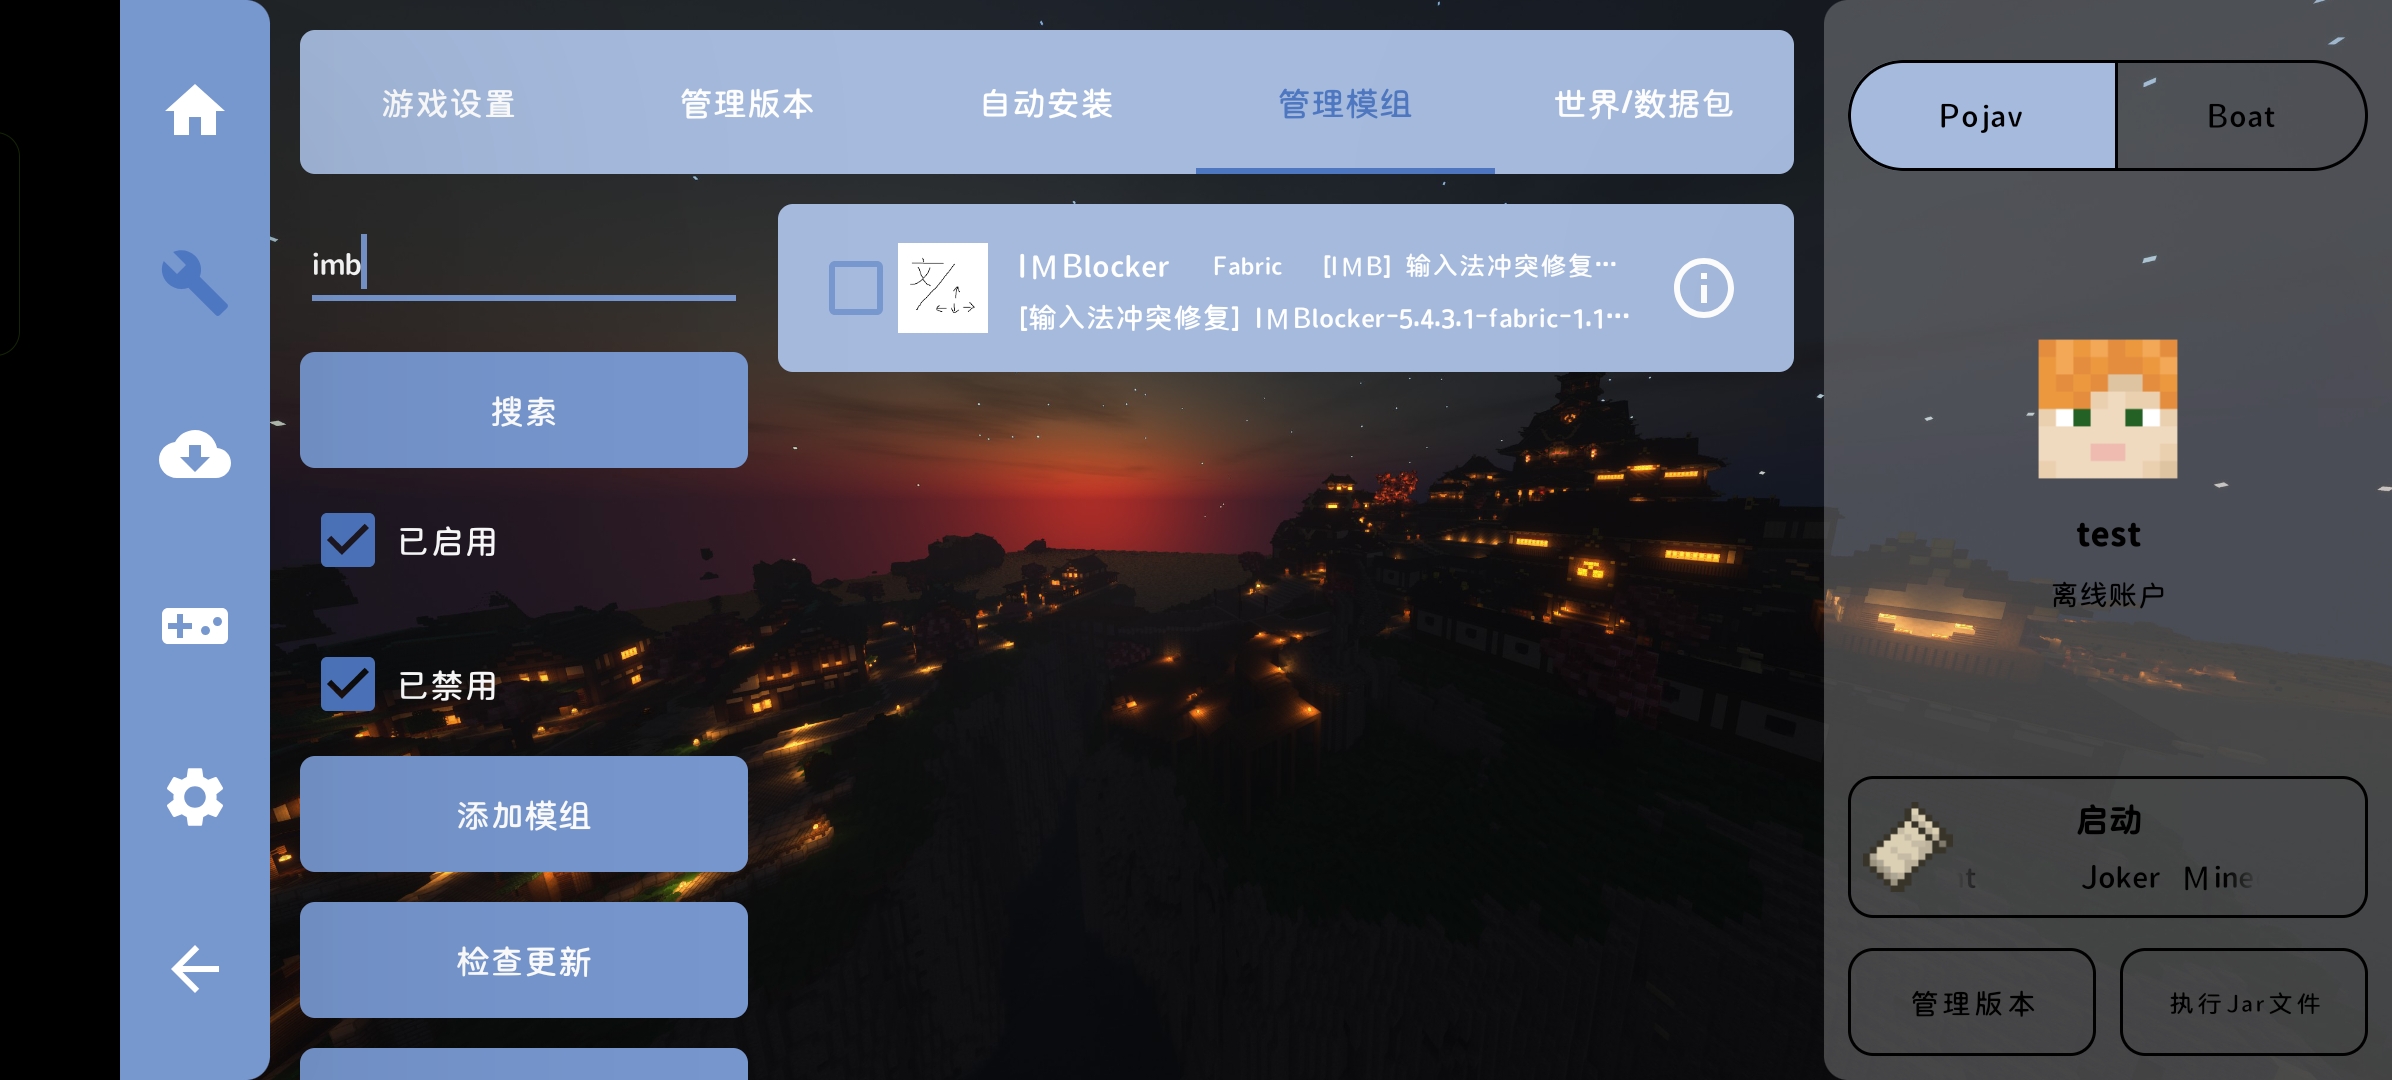 游戏设置 管理版本 自动安装 管理模组 世界/数据包
imb
搜索
已启用
已禁用
添加模组
检查更新
IMBlocker Fabric [IMB] 输入法冲突修复…
[输入法冲突修复] IMBlocker-5.4.3.1-fabric-1.1…
文
Pojav Boat
test
离线账户
启动
t Joker Mine
管理版本 执行Jar文件